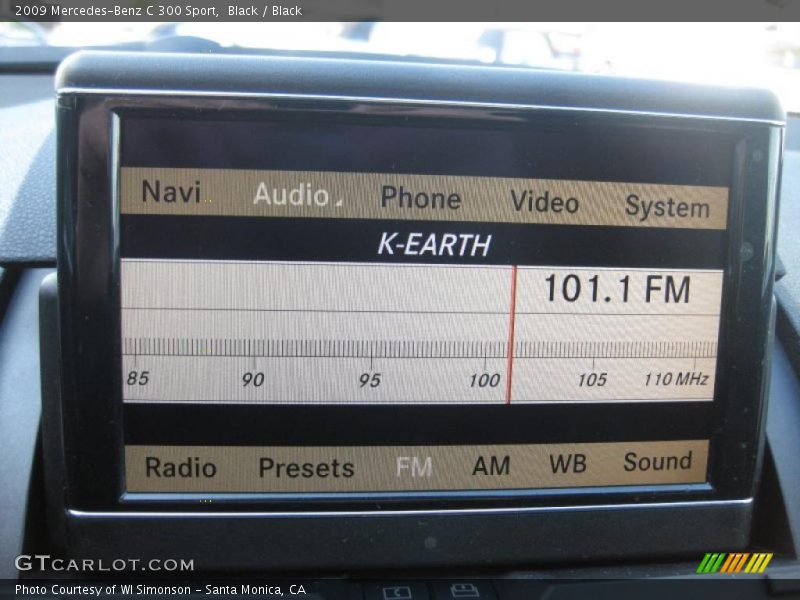 2009 Mercedes-Benz C 300 Sport,  Black / Black
Navi Audio Phone Video System
K-EARTH
101.1 FM
85 90 95 100 105 110 MHz
Radio Presets FM AM WB Sound
GTCARLOT.COM
Photo Courtesy of WI Simonson - Santa Monica, CA